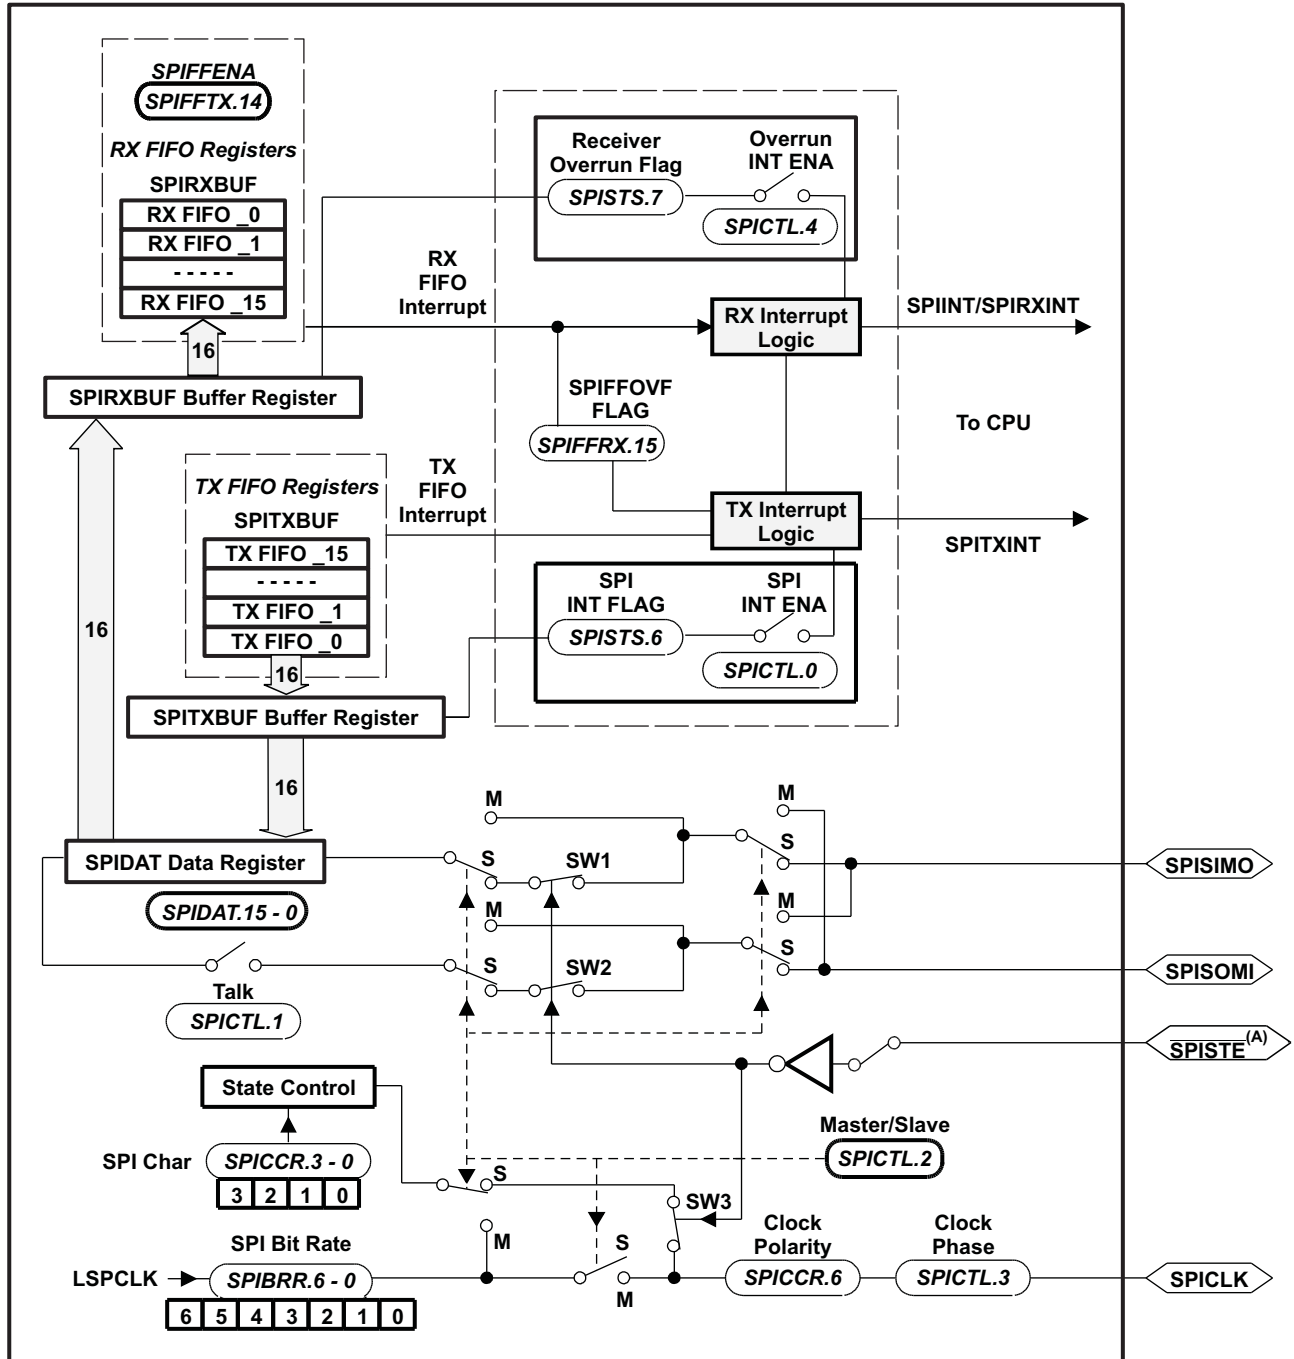 SPIFFENA
SPIFFTX.14
RX FIFO Registers
SPIRXBUF
RX FIFO _0
RX FIFO _1
- - - - -
RX FIFO _15
16
SPIRXBUF Buffer Register
Receiver
Overrun Flag
SPISTS.7
Overrun
INT ENA
SPICTL.4
RX
FIFO
Interrupt
RX Interrupt
Logic
SPIINT/SPIRXINT
SPIFFOVF
FLAG
SPIFFRX.15
To CPU
TX FIFO Registers
SPITXBUF
TX FIFO _15
- - - - -
TX FIFO _1
TX FIFO _0
16
16
TX
FIFO
Interrupt
TX Interrupt
Logic
SPITXINT
SPI
INT FLAG
SPISTS.6
SPI
INT ENA
SPICTL.0
SPITXBUF Buffer Register
16
SPIDAT Data Register
SPIDAT.15 - 0
M
S
SW1
M
S
SPISIMO
M
S
SW2
M
S
SPISOMI
Talk
SPICTL.1
SPISTE(A)
State Control
Master/Slave
SPICTL.2
SPI Char
SPICCR.3 - 0
3 2 1 0
S
M
SW3
SPI Bit Rate
LSPCLK
SPIBRR.6 - 0
6 5 4 3 2 1 0
S
M
Clock
Polarity
SPICCR.6
Clock
Phase
SPICTL.3
SPICLK